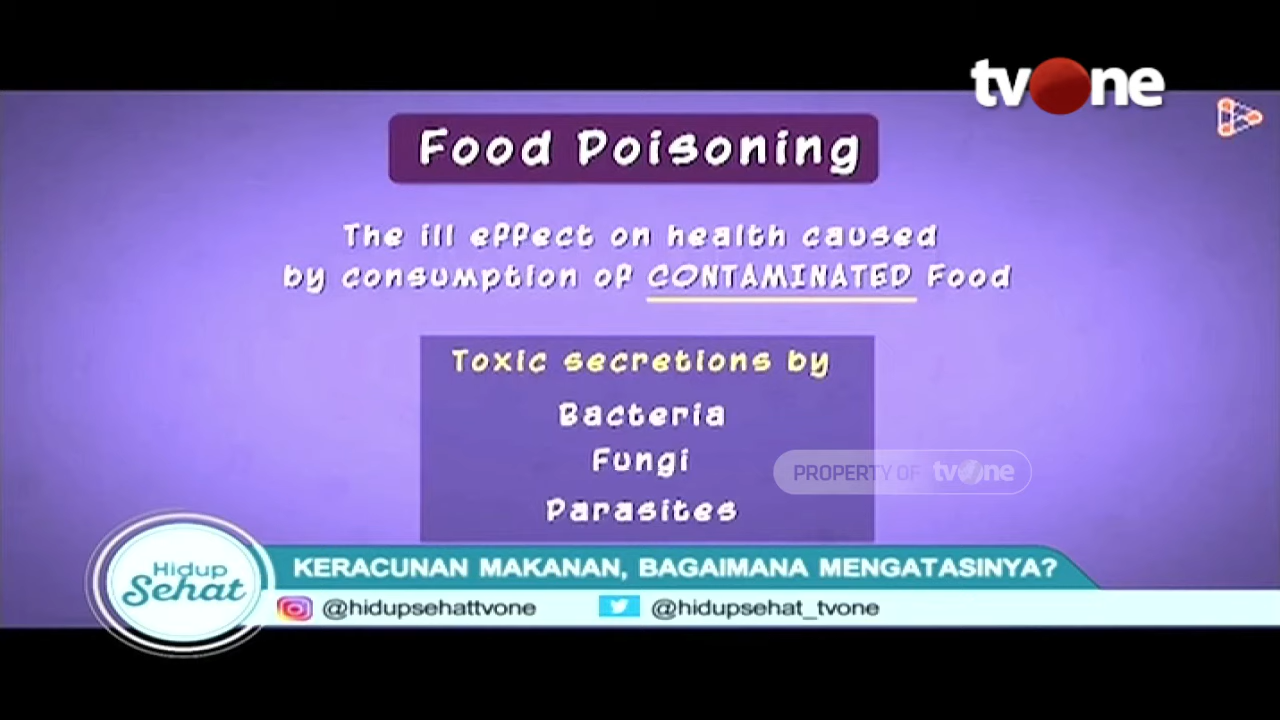 tvone
Food Poisoning
The ill effect on health caused
by consumption of CONTAMINATED Food
Toxic secretions by
Bacteria
Fungi
PROPERTY OF tvOne
Parasites
Hidup
Sehat
KERACUNAN MAKANAN, BAGAIMANA MENGATASINYA?
@hidupsehattvone @hidupsehat_tvone